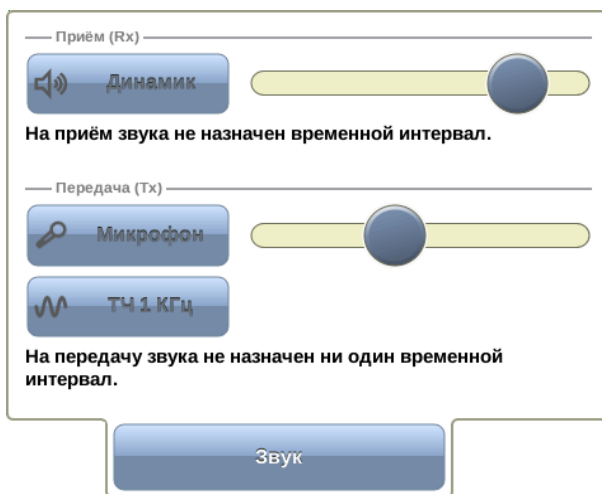 Приём (Rx)
Динамик
На приём звука не назначен временной интервал.
Передача (Tx)
Микрофон
ТЧ 1 КГц
На передачу звука не назначен ни один временной
интервал.
Звук